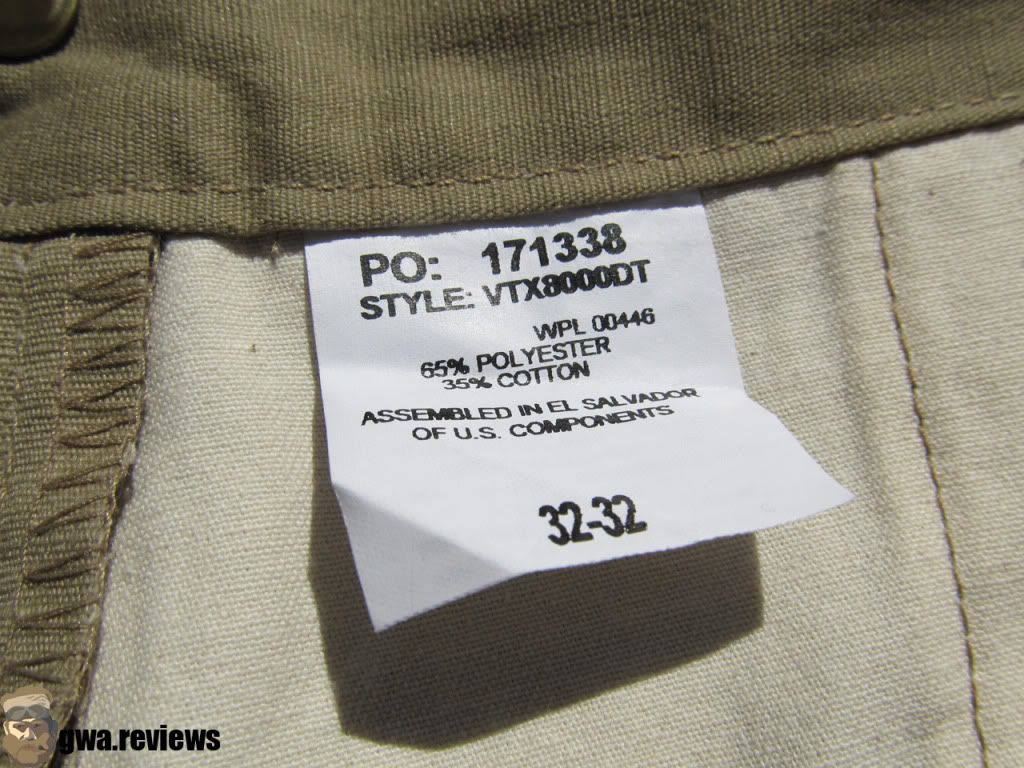 PO: 171338
STYLE: VTX8000DT
WPL 00446
65% POLYESTER
35% COTTON
ASSEMBLED IN EL SALVADOR
OF U.S. COMPONENTS
32-32
gwa.reviews